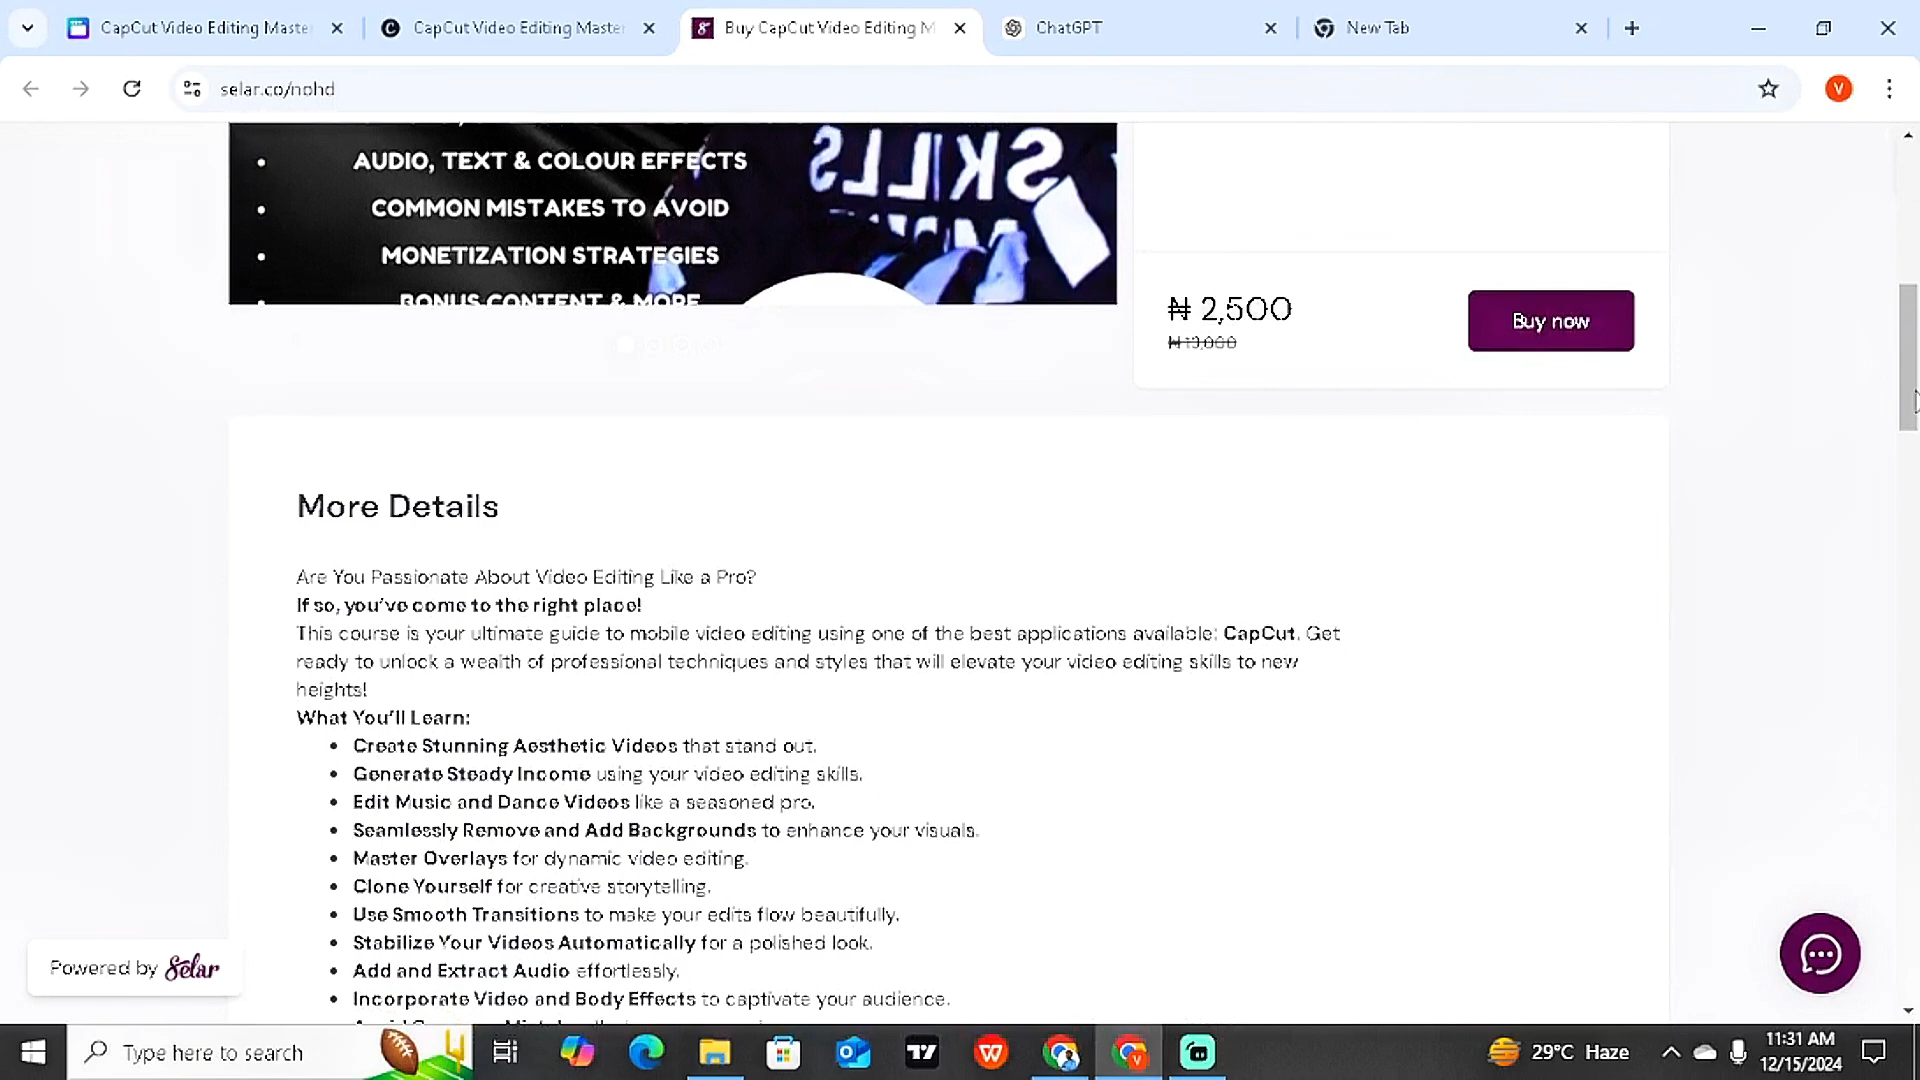 CapCut Video Editing Master
CapCut Video Editing Master
Buy CapCut Video Editing M
ChatGPT
New Tab
selar.co/nohd
V
AUDIO, TEXT & COLOUR EFFECTS
COMMON MISTAKES TO AVOID
MONETIZATION STRATEGIES
BONUS CONTENT & MORE
SKILLS
₦ 2,500
Buy now
More Details
Are You Passionate About Video Editing Like a Pro?
If so, you've come to the right place!
This course is your ultimate guide to mobile video editing using one of the best applications available: CapCut. Get
ready to unlock a wealth of professional techniques and styles that will elevate your video editing skills to new
heights!
What You'll Learn:
Create Stunning Aesthetic Videos that stand out.
Generate Steady Income using your video editing skills.
Edit Music and Dance Videos like a seasoned pro.
Seamlessly Remove and Add Backgrounds to enhance your visuals.
Master Overlays for dynamic video editing.
Clone Yourself for creative storytelling.
Use Smooth Transitions to make your edits flow beautifully.
Stabilize Your Videos Automatically for a polished look.
Add and Extract Audio effortlessly.
Incorporate Video and Body Effects to captivate your audience.
Powered by Selar
Type here to search
29°C Haze
11:31 AM
12/15/2024